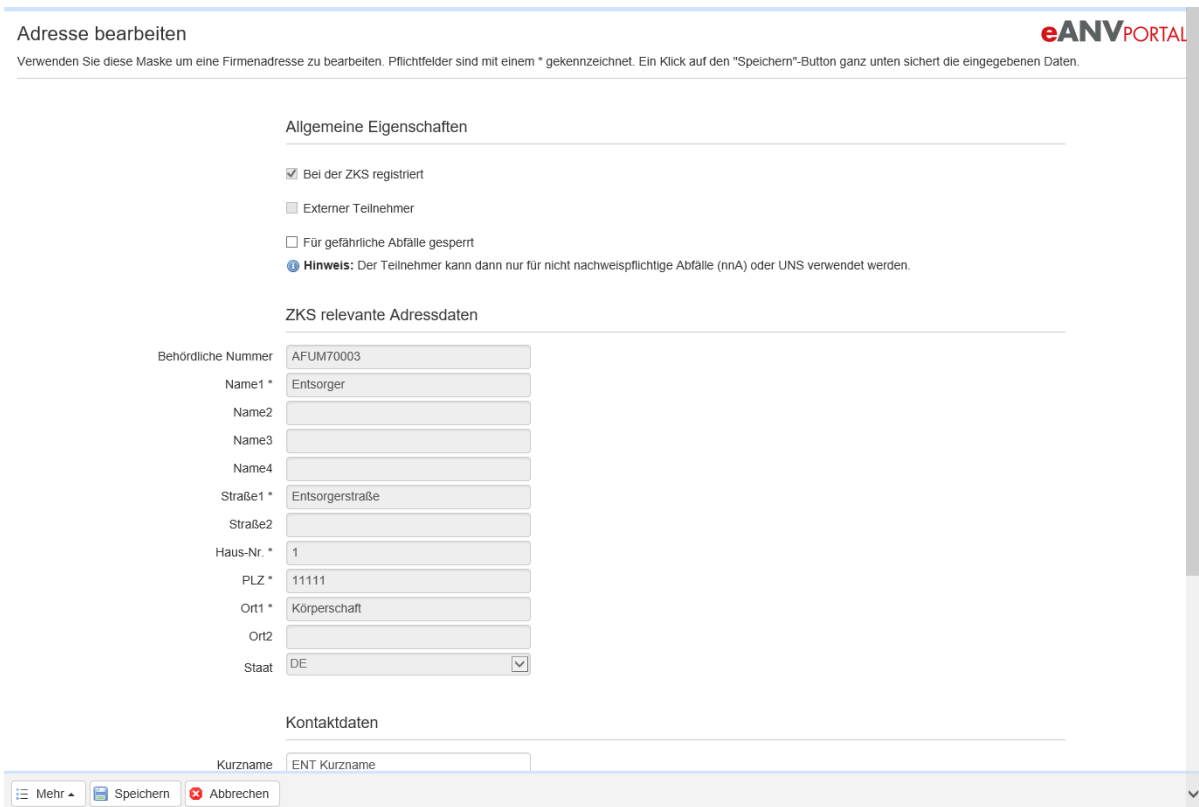 Adresse bearbeiten
eANVPORTAL
Verwenden Sie diese Maske um eine Firmenadresse zu bearbeiten. Pflichtfelder sind mit einem * gekennzeichnet. Ein Klick auf den "Speichern"-Button ganz unten sichert die eingegebenen Daten.
Allgemeine Eigenschaften
Bei der ZKS registriert
Externer Teilnehmer
Für gefährliche Abfälle gesperrt
Hinweis: Der Teilnehmer kann dann nur für nicht nachweispflichtige Abfälle (nnA) oder UNS verwendet werden.
ZKS relevante Adressdaten
Behördliche Nummer AFUM70003
Name1 * Entsorger
Name2
Name3
Name4
Straße1 * Entsorgerstraße
Straße2
Haus-Nr. * 1
PLZ * 11111
Ort1 * Körperschaft
Ort2
Staat DE
Kontaktdaten
Kurzname ENT Kurzname
Mehr Speichern Abbrechen